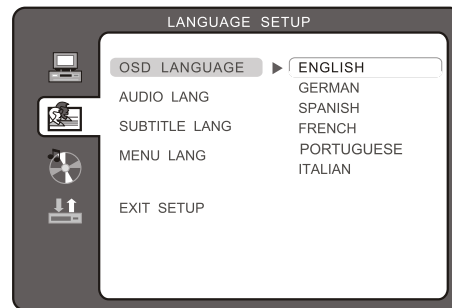 LANGUAGE SETUP
OSD LANGUAGE
AUDIO LANG
SUBTITLE LANG
MENU LANG
EXIT SETUP
ENGLISH
GERMAN
SPANISH
FRENCH
PORTUGUESE
ITALIAN